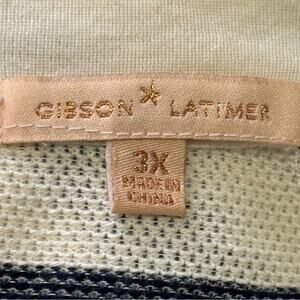 GIBSON LATIMER
3X
MADE IN
CHINA